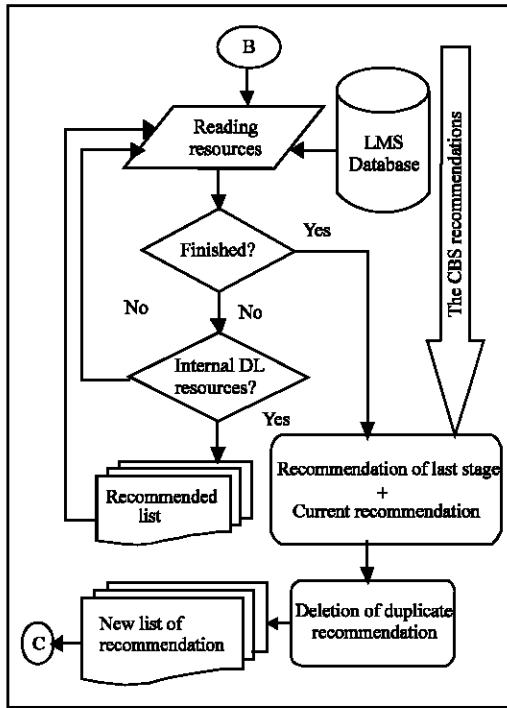 B
Reading
resources
LMS
Database
The CBS recommendations
Finished?
Yes
No
No
Internal DL
resources?
Yes
Recommended
list
Recommendation of last stage
+
Current recommendation
Deletion of duplicate
recommendation
New list of
recommendation
C